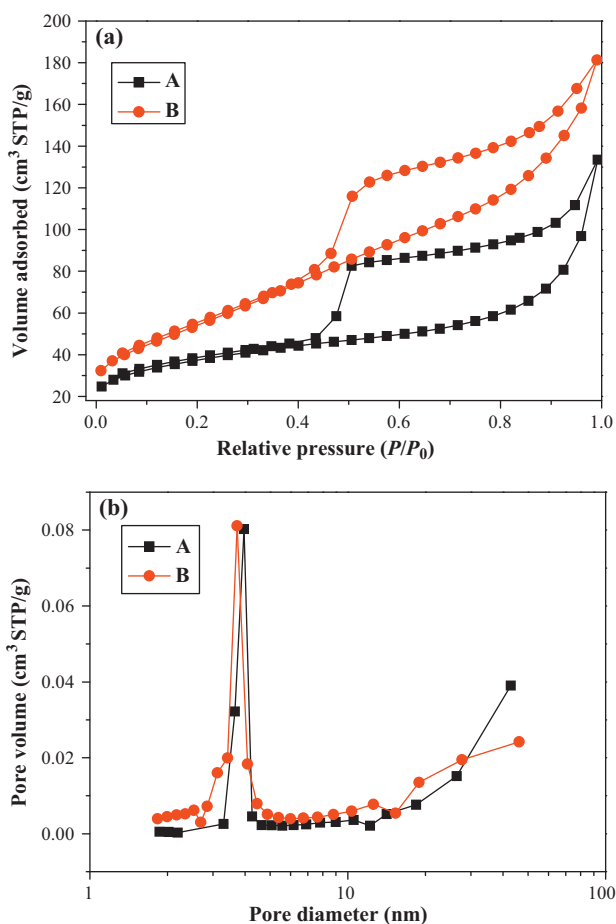 (a)
A
B
200
180
160
140
120
100
80
60
40
20
Volume adsorbed (cm³ STP/g)
0.0 0.2 0.4 0.6 0.8 1.0
Relative pressure (P/P₀)
(b)
A
B
0.08
0.06
0.04
0.02
0.00
Pore volume (cm³ STP/g)
1 10 100
Pore diameter (nm)